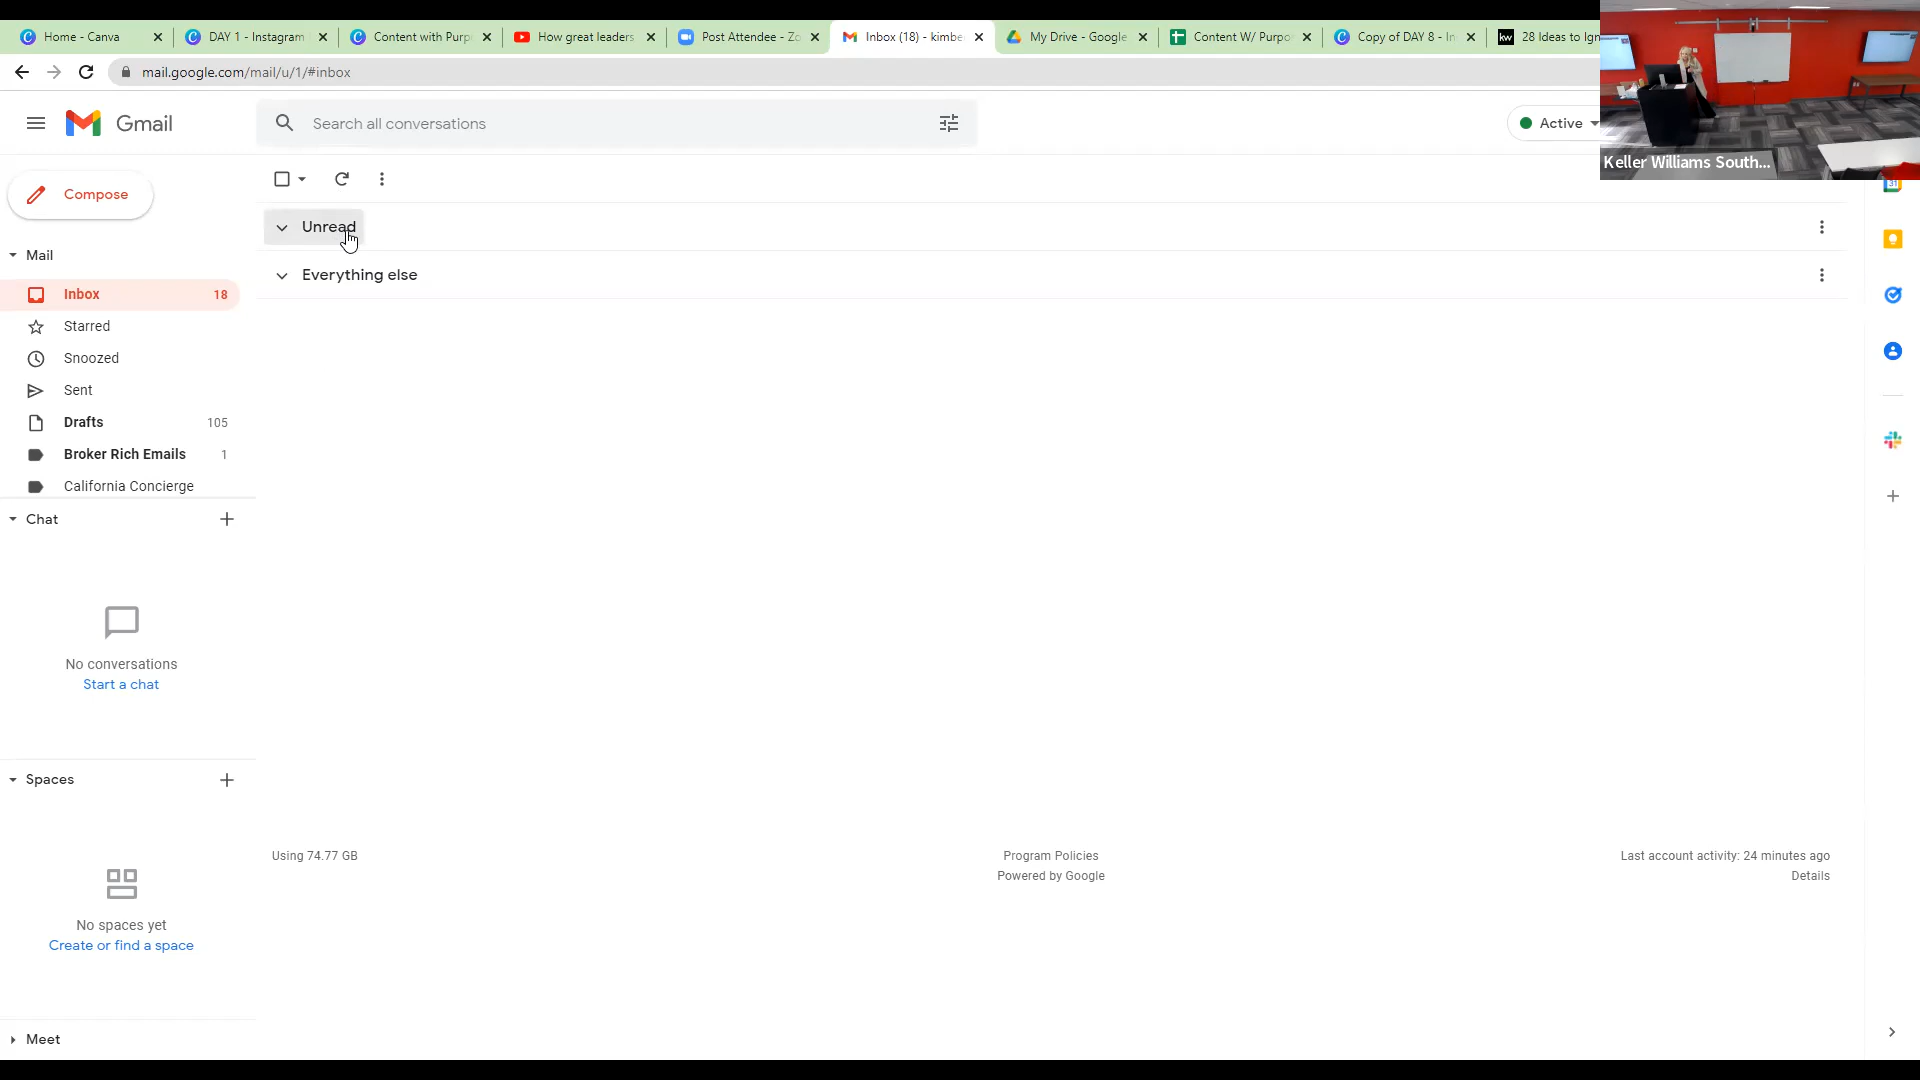 Home - Canva
DAY 1 - Instagram
Content with Purp
How great leaders
Post Attendee - Zo
Inbox (18) - kimbe
My Drive - Google
Content W/ Purpo
Copy of DAY 8 - In
28 Ideas to Ign
mail.google.com/mail/u/1/#inbox
Gmail
Search all conversations
Active
Keller Williams South...
Compose
Unread
Mail
Everything else
Inbox 18
Starred
Snoozed
Sent
Drafts 105
Broker Rich Emails 1
California Concierge
Chat
No conversations
Start a chat
Spaces
Using 74.77 GB
Program Policies
Powered by Google
Last account activity: 24 minutes ago
Details
No spaces yet
Create or find a space
Meet